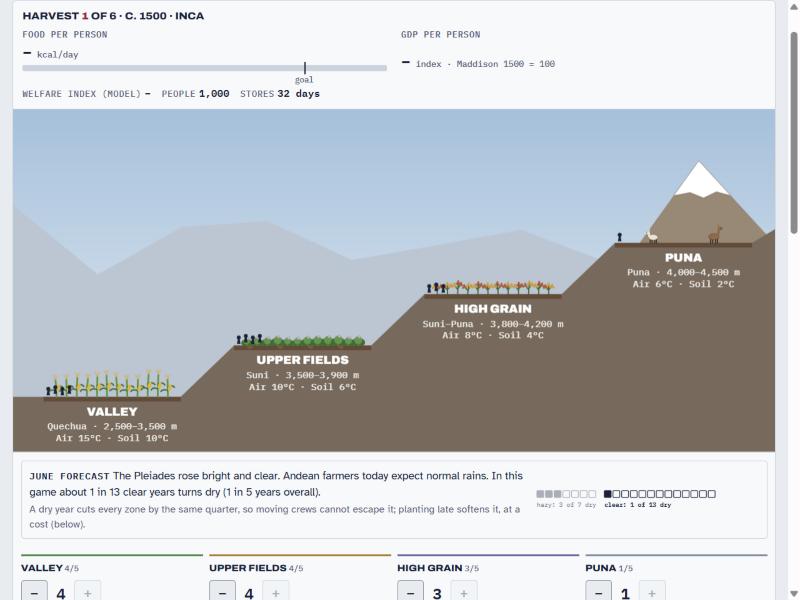 HARVEST 1 OF 6 · C. 1500 · INCA
FOOD PER PERSON
– kcal/day
goal
GDP PER PERSON
– index · Maddison 1500 = 100
WELFARE INDEX (MODEL) – PEOPLE 1,000 STORES 32 days
PUNA
Puna · 4,000–4,500 m
Air 6°C · Soil 2°C
HIGH GRAIN
Suni–Puna · 3,800–4,200 m
Air 8°C · Soil 4°C
UPPER FIELDS
Suni · 3,500–3,900 m
Air 10°C · Soil 6°C
VALLEY
Quechua · 2,500–3,500 m
Air 15°C · Soil 10°C
JUNE FORECAST The Pleiades rose bright and clear. Andean farmers today expect normal rains. In this
game about 1 in 13 clear years turns dry (1 in 5 years overall).
A dry year cuts every zone by the same quarter, so moving crews cannot escape it; planting late softens it, at a
cost (below).
hazy: 3 of 7 dry clear: 1 of 13 dry
VALLEY 4/5
− 4 +
UPPER FIELDS 4/5
− 4 +
HIGH GRAIN 3/5
− 3 +
PUNA 1/5
− 1 +